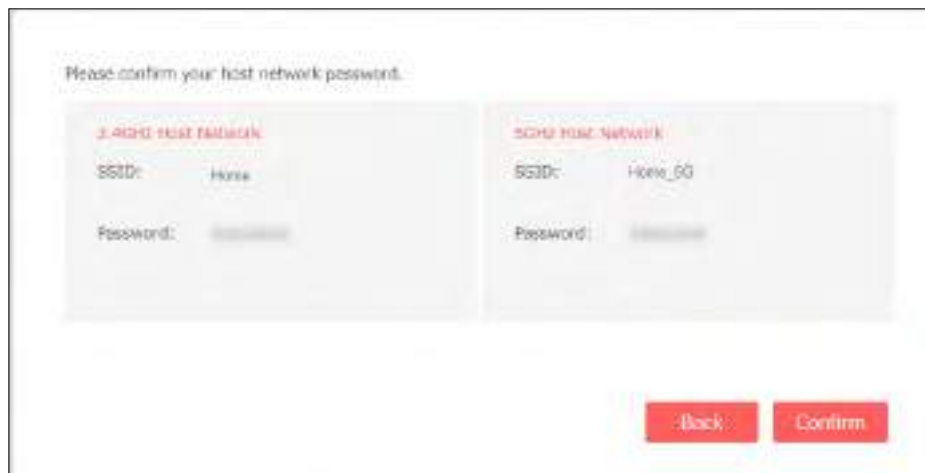 Please confirm your host network password.
2.4GHz Host Network
SSID: Home
Password:
5GHz Host Network
SSID: Home_5G
Password:
Back
Confirm